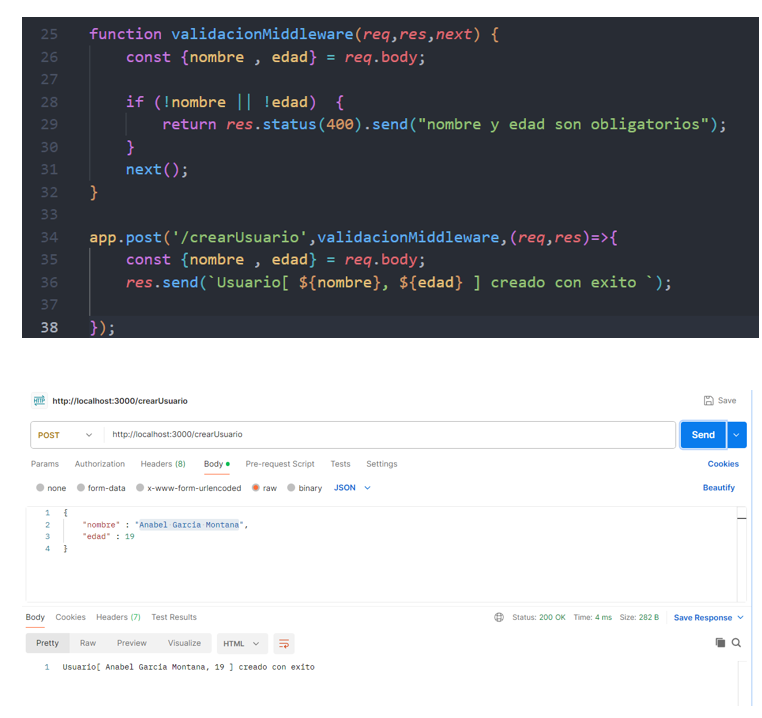 25 function validacionMiddleware(req,res,next) {
26 const {nombre , edad} = req.body;
27
28 if (!nombre || !edad) {
29 return res.status(400).send("nombre y edad son obligatorios");
30 }
31 next();
32 }
33
34 app.post('/crearUsuario',validacionMiddleware,(req,res)=>{
35 const {nombre , edad} = req.body;
36 res.send(`Usuario[ ${nombre}, ${edad} ] creado con exito `);
37
38 });
HTTP http://localhost:3000/crearUsuario Save
POST http://localhost:3000/crearUsuario Send
Params Authorization Headers (8) Body Pre-request Script Tests Settings Cookies
none form-data x-www-form-urlencoded raw binary JSON Beautify
1 {
2 "nombre" : "Anabel Garcia Montana",
3 "edad" : 19
4 }
Body Cookies Headers (7) Test Results Status: 200 OK Time: 4 ms Size: 282 B Save Response
Pretty Raw Preview Visualize HTML
1 Usuario[ Anabel Garcia Montana, 19 ] creado con exito